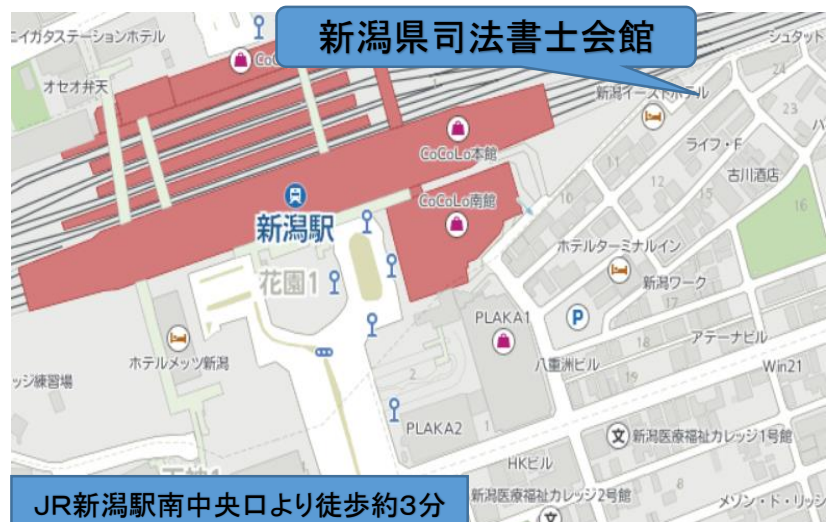 新潟県司法書士会館
シュタット
イガタステーションホテル
オセオ弁天
新潟イーストホテル
24
23
CoCoLo本館
11
ライフ・F
古川酒店
12
15
16
10
CoCoLo南館
新潟駅
花園1
ホテルターミナルイン
新潟ワーク
17
PLAKA1
P
アテーナビル
18
ホテルメッツ新潟
八重洲ビル
Win21
19
ッジ練習場
2
PLAKA2
1
文
新潟医療福祉カレッジ1号館
HKビル
8
JR新潟駅南中央口より徒歩約3分
新潟医療福祉カレッジ2号館
文
メゾン・ド・リッシ